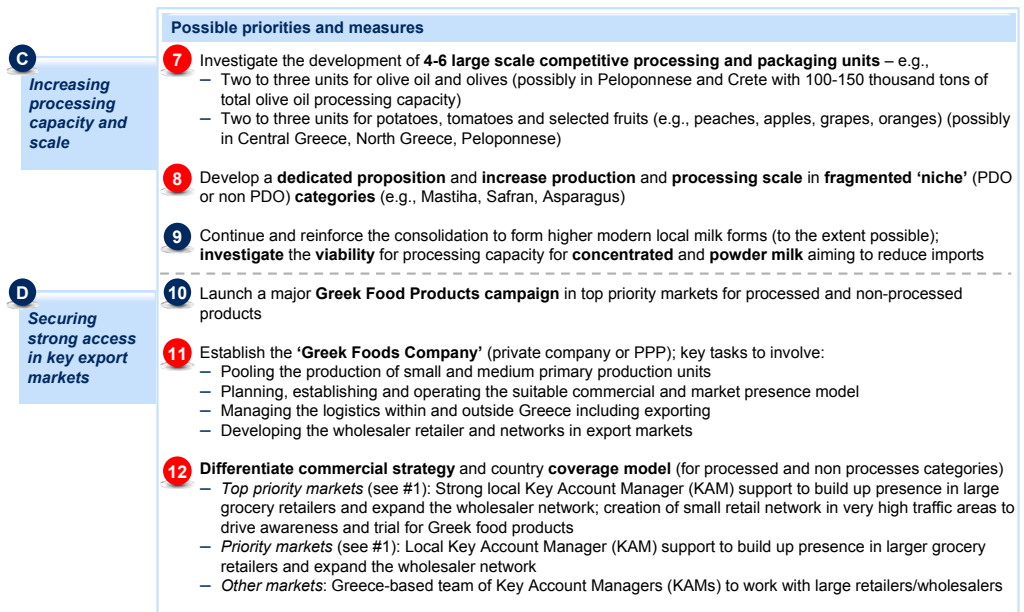 Possible priorities and measures
C
Increasing
processing
capacity and
scale
7 Investigate the development of 4-6 large scale competitive processing and packaging units – e.g.,
– Two to three units for olive oil and olives (possibly in Peloponnese and Crete with 100-150 thousand tons of
total olive oil processing capacity)
– Two to three units for potatoes, tomatoes and selected fruits (e.g., peaches, apples, grapes, oranges) (possibly
in Central Greece, North Greece, Peloponnese)
8 Develop a dedicated proposition and increase production and processing scale in fragmented ‘niche’ (PDO
or non PDO) categories (e.g., Mastiha, Safran, Asparagus)
9 Continue and reinforce the consolidation to form higher modern local milk forms (to the extent possible);
investigate the viability for processing capacity for concentrated and powder milk aiming to reduce imports
D
Securing
strong access
in key export
markets
10 Launch a major Greek Food Products campaign in top priority markets for processed and non-processed
products
11 Establish the ‘Greek Foods Company’ (private company or PPP); key tasks to involve:
– Pooling the production of small and medium primary production units
– Planning, establishing and operating the suitable commercial and market presence model
– Managing the logistics within and outside Greece including exporting
– Developing the wholesaler retailer and networks in export markets
12 Differentiate commercial strategy and country coverage model (for processed and non processes categories)
– Top priority markets (see #1): Strong local Key Account Manager (KAM) support to build up presence in large
grocery retailers and expand the wholesaler network; creation of small retail network in very high traffic areas to
drive awareness and trial for Greek food products
– Priority markets (see #1): Local Key Account Manager (KAM) support to build up presence in larger grocery
retailers and expand the wholesaler network
– Other markets: Greece-based team of Key Account Managers (KAMs) to work with large retailers/wholesalers